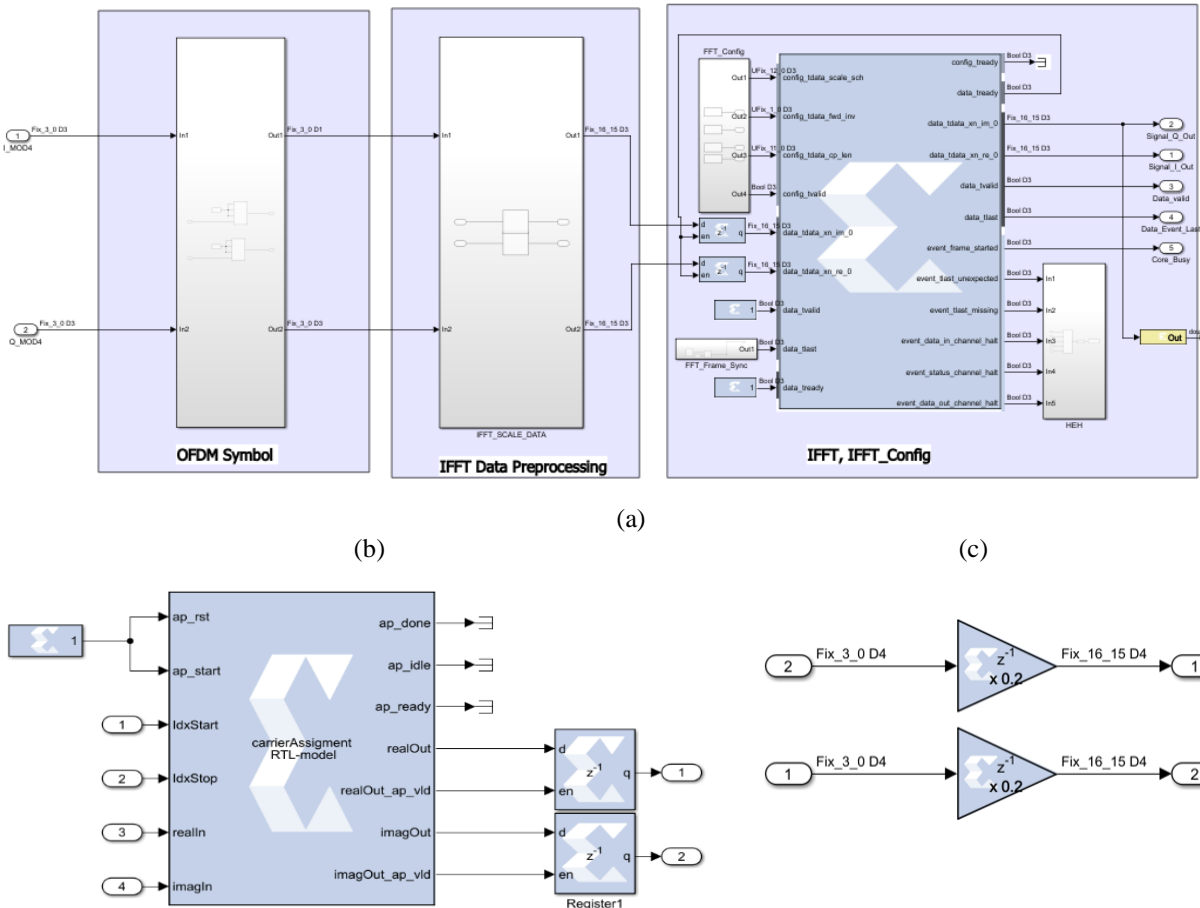 FFT_Config
Bool D3
config_tready
UFix_12_0 D3
Out1
config_tdata_scale_sch
Bool D3
data_tready
Fix_3_0 D3
1
I_MOD4
In1
Out1
Fix_3_0 D1
In1
Out1
Fix_16_15 D3
UFix_1_0 D3
Out2
config_tdata_fwd_inv
data_tdata_xn_im_0
Fix_16_15 D3
2
Signal_Q_Out
Out3
config_tdata_cp_len
data_tdata_xn_re_0
Fix_16_15 D3
1
Signal_I_Out
Out4
Bool D3
config_tvalid
data_tvalid
Bool D3
3
Data_valid
data_tlast
Bool D3
4
Data_Event_Last
d
en
z-1
q
Fix_16_15 D3
data_tdata_xn_im_0
event_frame_started
Bool D3
5
Core_Busy
d
en
z-1
q
Fix_16_15 D3
data_tdata_xn_re_0
event_tlast_unexpected
Bool D3
In1
1
Bool D3
data_tvalid
event_tlast_missing
Bool D3
In2
2
Q_MOD4
Fix_3_0 D3
In2
Out2
Fix_3_0 D3
In2
Out2
Fix_16_15 D3
Out1
FFT_Frame_Sync
Bool D3
data_tlast
event_data_in_channel_halt
Bool D3
In3
Out
event_status_channel_halt
Bool D3
In4
1
Bool D3
data_tready
event_data_out_channel_halt
Bool D3
In5
HEH
IFFT_SCALE_DATA
OFDM Symbol
IFFT Data Preprocessing
IFFT, IFFT_Config
(a)
(b)
(c)
1
ap_rst
ap_start
1
IdxStart
2
IdxStop
3
realIn
4
imagIn
carrierAssigment
RTL-model
ap_done
ap_idle
ap_ready
realOut
realOut_ap_vld
imagOut
imagOut_ap_vld
d
en
z-1
q
1
d
en
z-1
q
2
Register1
2
Fix_3_0 D4
z-1
x 0.2
Fix_16_15 D4
1
1
Fix_3_0 D4
z-1
x 0.2
Fix_16_15 D4
2